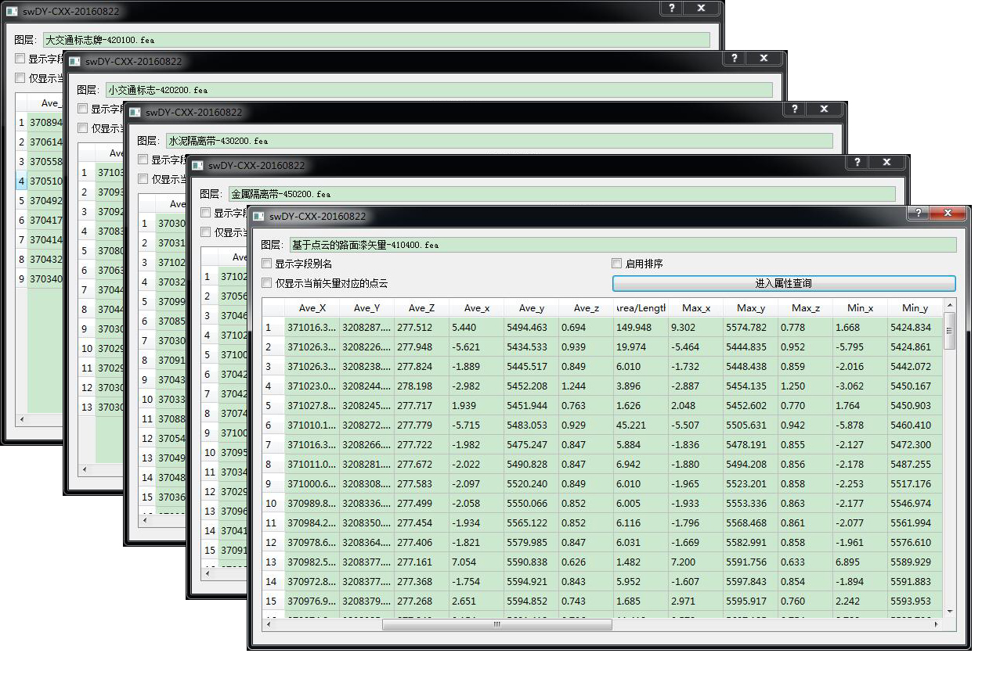 swDY-CXX-20160822
图层: 大交通标志牌-420100.fea
显示字段
仅显示当
Ave_
1 370894
2 370614
3 370558
4 370510
5 370492
6 370417
7 370414
8 370432
9 370340
swDY-CXX-20160822
图层: 小交通标志-420200.fea
显示字段
仅显示当
Ave
1 37103
2 37093
3 37092
4 37083
5 37080
6 37063
7 37044
8 37044
9 37030
10 37029
11 37029
12 37030
13 37030
swDY-CXX-20160822
图层: 水泥隔离带-430200.fea
显示字段
仅显示当
Ave
1 37030
2 37031
3 37102
4 37032
5 37099
6 37085
7 37030
8 37091
9 37043
10 37033
11 37088
12 37054
13 37049
14 37048
15 37036
swDY-CXX-20160822
图层: 金属隔离带-450200.fea
显示字段
仅显示当
Ave
1 37102
2 37056
3 37046
4 37102
5 37100
6 37042
7 37042
8 37074
9 37100
10 37095
11 37034
12 37029
13 37096
14 37041
15 37091
swDY-CXX-20160822
图层: 基于点云的路面漆矢量-410400.fea
显示字段别名 启用排序
仅显示当前矢量对应的点云 进入属性查询
Ave_X Ave_Y Ave_Z Ave_x Ave_y Ave_z Area/Length Max_x Max_y Max_z Min_x Min_y
1 371016.3... 3208287.... 277.512 5.440 5494.463 0.694 149.948 9.302 5574.782 0.778 1.668 5424.834
2 371026.3... 3208226.... 277.948 -5.621 5434.533 0.939 19.974 -5.464 5444.835 0.952 -5.795 5424.861
3 371026.3... 3208238.... 277.824 -1.889 5445.517 0.849 6.010 -1.732 5448.438 0.859 -2.016 5442.072
4 371023.0... 3208244.... 278.198 -2.982 5452.208 1.244 3.896 -2.887 5454.135 1.250 -3.062 5450.167
5 371027.8... 3208245.... 277.717 1.939 5451.944 0.763 1.626 2.048 5452.602 0.770 1.764 5450.903
6 371010.1... 3208272.... 277.779 -5.715 5483.053 0.929 45.221 -5.507 5505.631 0.942 -5.878 5460.410
7 371016.3... 3208266.... 277.722 -1.982 5475.247 0.847 5.884 -1.836 5478.191 0.855 -2.127 5472.300
8 371011.0... 3208281.... 277.672 -2.022 5490.828 0.847 6.942 -1.880 5494.208 0.856 -2.178 5487.255
9 371000.6... 3208308.... 277.583 -2.097 5520.240 0.849 6.010 -1.965 5523.201 0.858 -2.253 5517.176
10 370989.8... 3208336.... 277.499 -2.058 5550.066 0.852 6.005 -1.933 5553.336 0.863 -2.177 5546.974
11 370984.2... 3208350.... 277.454 -1.934 5565.122 0.852 6.116 -1.796 5568.468 0.861 -2.077 5561.994
12 370978.6... 3208364.... 277.406 -1.821 5579.985 0.847 6.031 -1.669 5582.991 0.858 -1.961 5576.610
13 370982.5... 3208377.... 277.161 7.054 5590.838 0.626 1.482 7.200 5591.756 0.633 6.895 5589.929
14 370972.8... 3208377.... 277.368 -1.754 5594.921 0.843 5.952 -1.607 5597.843 0.854 -1.894 5591.883
15 370976.9... 3208379.... 277.268 2.651 5594.852 0.743 1.685 2.971 5595.917 0.760 2.242 5593.953